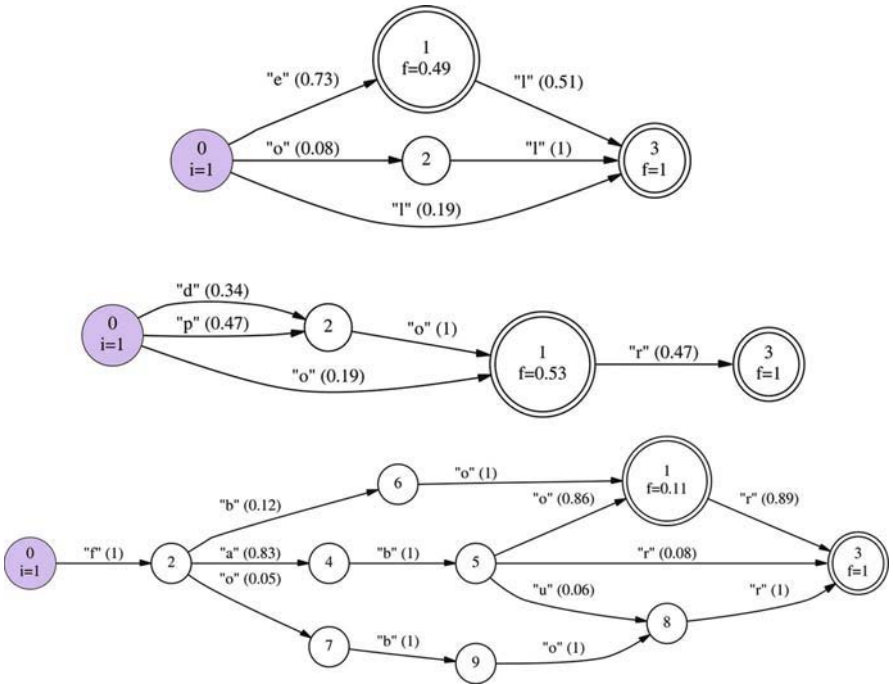 1
f=0.49
"e" (0.73)
"l" (0.51)
0
i=1
"o" (0.08)
2
"l" (1)
3
f=1
"l" (0.19)
"d" (0.34)
0
i=1
"p" (0.47)
2
"o" (1)
1
f=0.53
"r" (0.47)
3
f=1
"o" (0.19)
1
f=0.11
6
"o" (1)
"b" (0.12)
"o" (0.86)
"r" (0.89)
0
i=1
"f" (1)
2
"a" (0.83)
4
"b" (1)
5
"r" (0.08)
3
f=1
"o" (0.05)
"u" (0.06)
"r" (1)
8
7
"b" (1)
9
"o" (1)